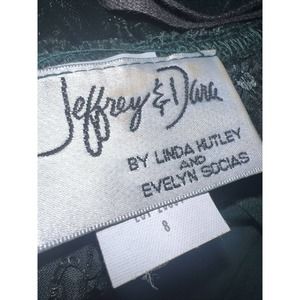 Jeffrey & Dara
BY LINDA HUTLEY
AND
EVELYN SOCIAS
8